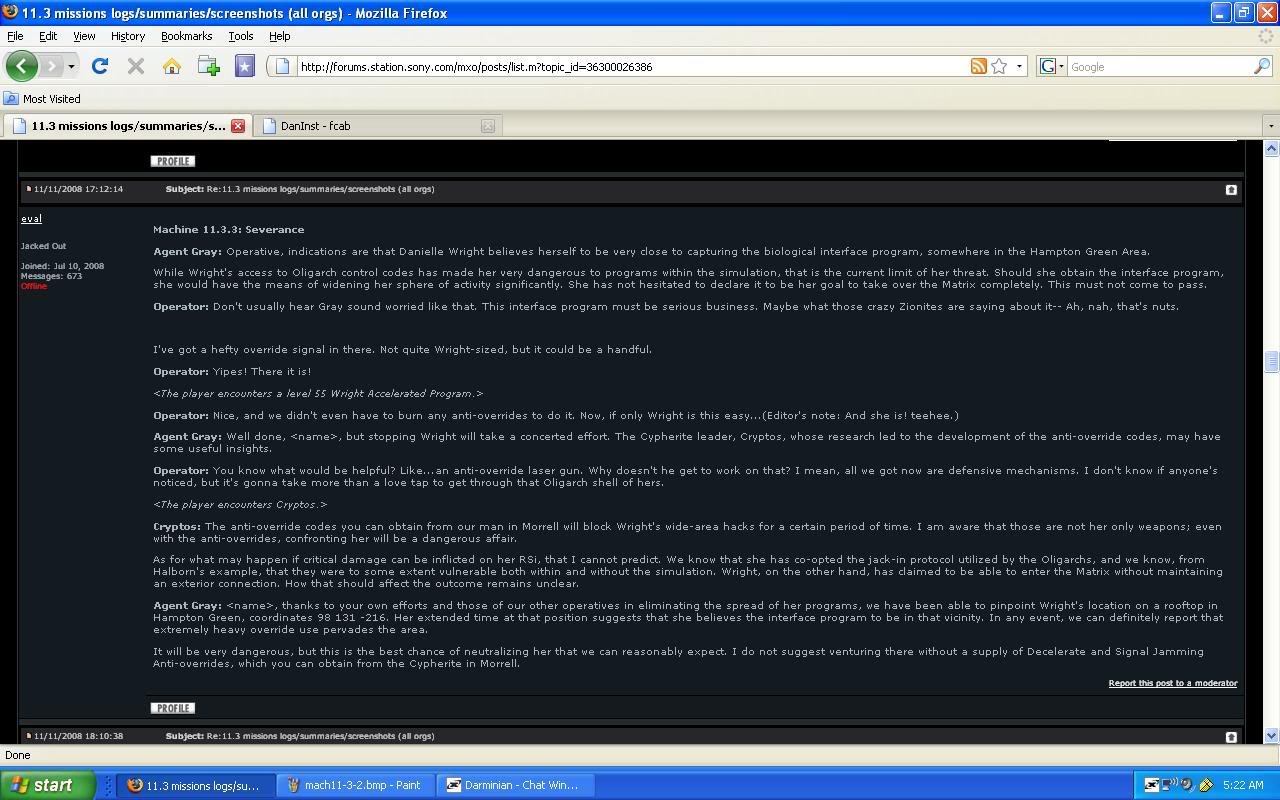 11.3 missions logs/summaries/screenshots (all orgs) - Mozilla Firefox
File Edit View History Bookmarks Tools Help
http://forums.station.sony.com/mxo/posts/list.m?topic_id=36300026386
G Google
Most Visited
11.3 missions logs/summaries/s...
DanInst - fcab
PROFILE
11/11/2008 17:12:14
Subject: Re:11.3 missions logs/summaries/screenshots (all orgs)
eval
Jacked Out
Joined: Jul 10, 2008
Messages: 673
Offline
Machine 11.3.3: Severance
Agent Gray: Operative, indications are that Danielle Wright believes herself to be very close to capturing the biological interface program, somewhere in the Hampton Green Area.
While Wright's access to Oligarch control codes has made her very dangerous to programs within the simulation, that is the current limit of her threat. Should she obtain the interface program,
she would have the means of widening her sphere of activity significantly. She has not hesitated to declare it to be her goal to take over the Matrix completely. This must not come to pass.
Operator: Don't usually hear Gray sound worried like that. This interface program must be serious business. Maybe what those crazy Zionites are saying about it-- Ah, nah, that's nuts.
I've got a hefty override signal in there. Not quite Wright-sized, but it could be a handful.
Operator: Yipes! There it is!
<The player encounters a level 55 Wright Accelerated Program.>
Operator: Nice, and we didn't even have to burn any anti-overrides to do it. Now, if only Wright is this easy...(Editor's note: And she is! teehee.)
Agent Gray: Well done, <name>, but stopping Wright will take a concerted effort. The Cypherite leader, Cryptos, whose research led to the development of the anti-override codes, may have
some useful insights.
Operator: You know what would be helpful? Like...an anti-override laser gun. Why doesn't he get to work on that? I mean, all we got now are defensive mechanisms. I don't know if anyone's
noticed, but it's gonna take more than a love tap to get through that Oligarch shell of hers.
<The player encounters Cryptos.>
Cryptos: The anti-override codes you can obtain from our man in Morrell will block Wright's wide-area hacks for a certain period of time. I am aware that those are not her only weapons; even
with the anti-overrides, confronting her will be a dangerous affair.
As for what may happen if critical damage can be inflicted on her RSi, that I cannot predict. We know that she has co-opted the jack-in protocol utilized by the Oligarchs, and we know, from
Halborn's example, that they were to some extent vulnerable both within and without the simulation. Wright, on the other hand, has claimed to be able to enter the Matrix without maintaining
an exterior connection. How that should affect the outcome remains unclear.
Agent Gray: <name>, thanks to your own efforts and those of our other operatives in eliminating the spread of her programs, we have been able to pinpoint Wright's location on a rooftop in
Hampton Green, coordinates 98 131 -216. Her extended time at that position suggests that she believes the interface program to be in that vicinity. In any event, we can definitely report that
extremely heavy override use pervades the area.
It will be very dangerous, but this is the best chance of neutralizing her that we can reasonably expect. I do not suggest venturing there without a supply of Decelerate and Signal Jamming
Anti-overrides, which you can obtain from the Cypherite in Morrell.
Report this post to a moderator
PROFILE
11/11/2008 18:10:38
Subject: Re:11.3 missions logs/summaries/screenshots (all orgs)
Done
start
11.3 missions logs/su...
mach11-3-2.bmp - Paint
Darminian - Chat Win...
5:22 AM